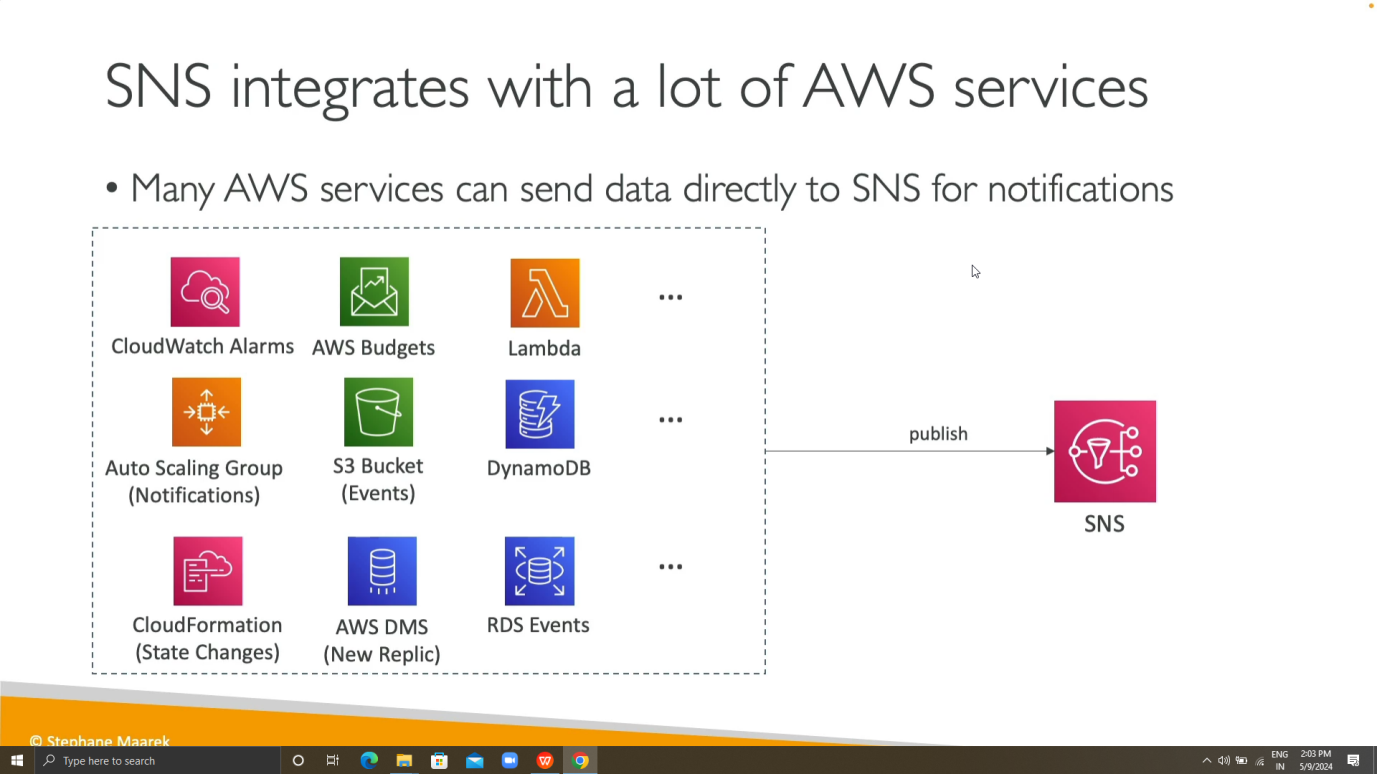 SNS integrates with a lot of AWS services
• Many AWS services can send data directly to SNS for notifications
CloudWatch Alarms
AWS Budgets
Lambda
...
Auto Scaling Group
(Notifications)
S3 Bucket
(Events)
DynamoDB
...
CloudFormation
(State Changes)
AWS DMS
(New Replic)
RDS Events
...
publish
SNS
© Stephane Maarek
Type here to search
ENG
IN
2:03 PM
5/9/2024